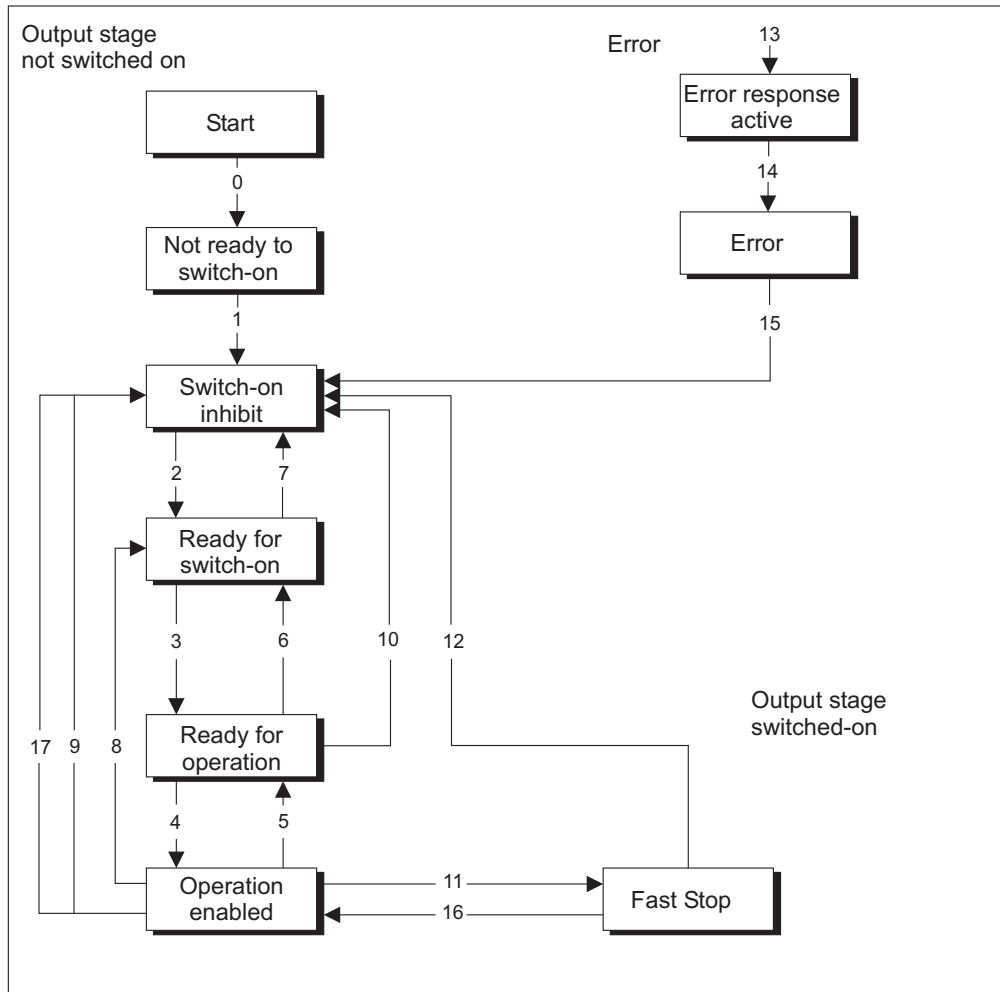 Output stage
not switched on
Error
13
Start
Error response
active
0
14
Not ready to
switch-on
Error
1
15
Switch-on
inhibit
2
7
Ready for
switch-on
3
6
10
12
Output stage
switched-on
Ready for
operation
17
9
8
4
5
Operation
enabled
11
16
Fast Stop